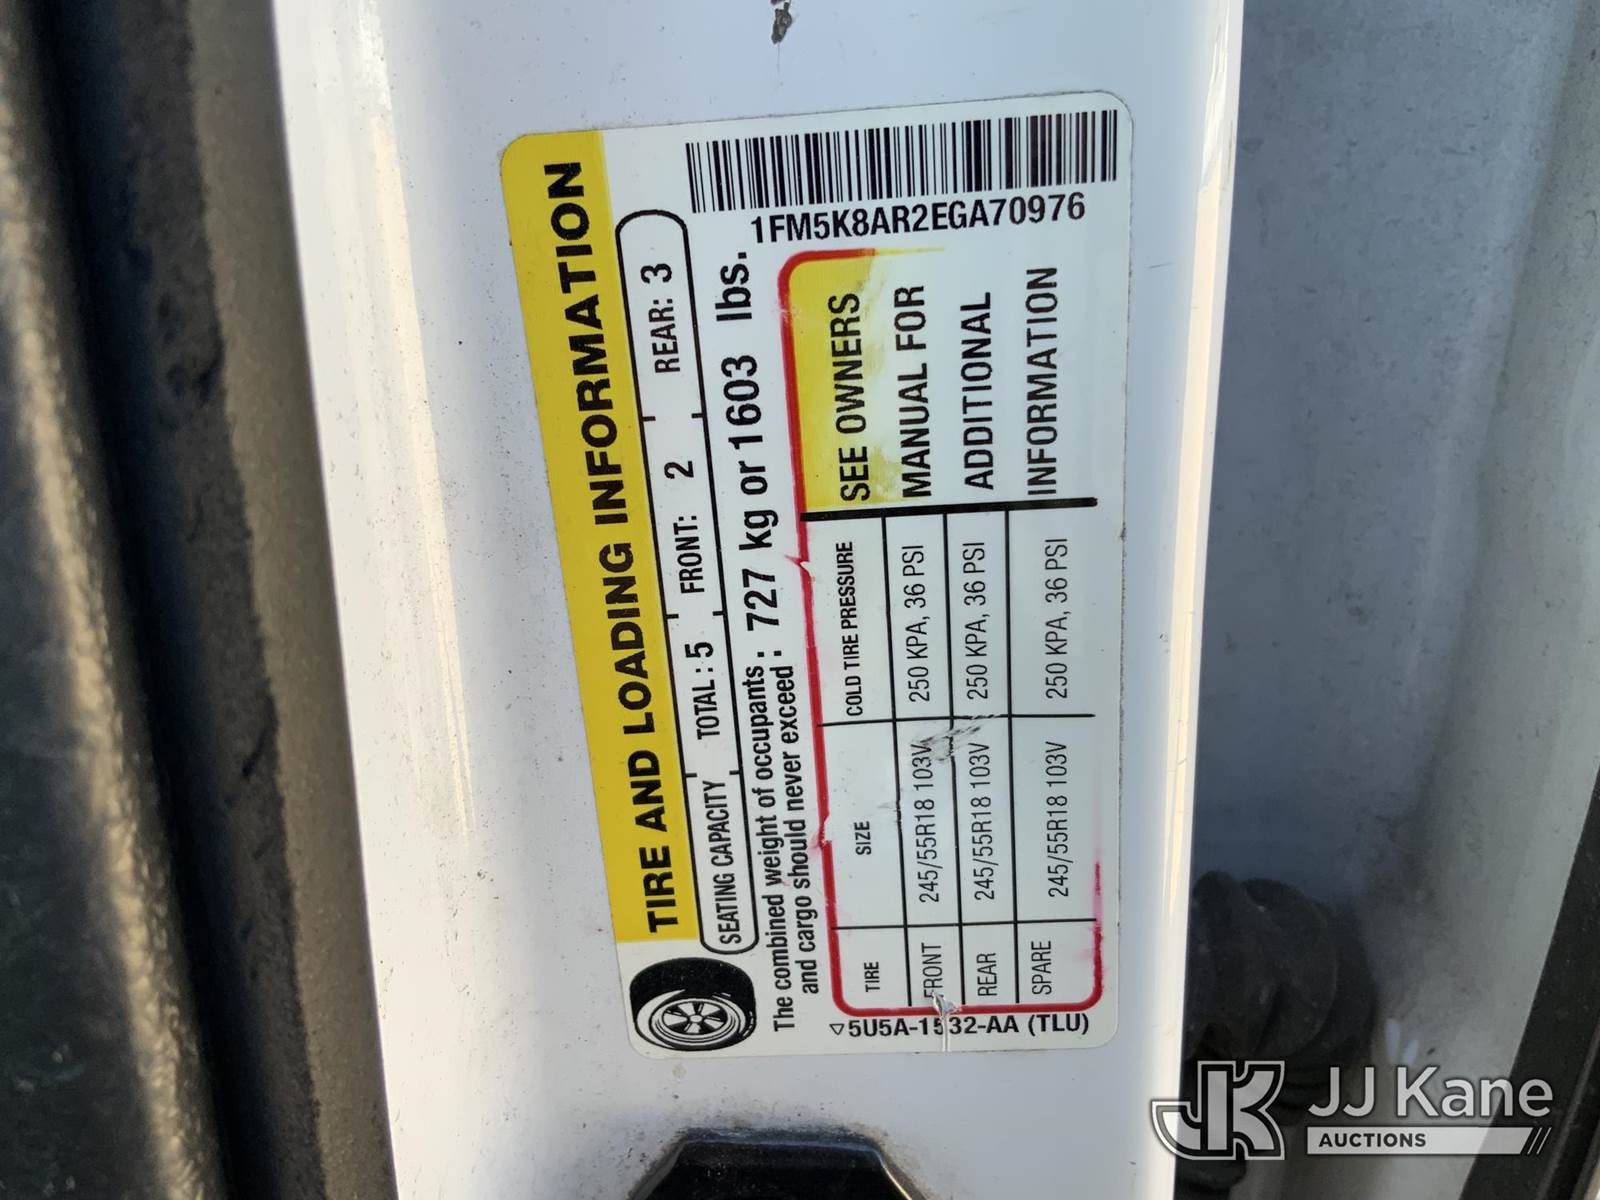 TIRE AND LOADING INFORMATION
SEATING CAPACITY TOTAL : 5 FRONT: 2 REAR: 3
The combined weight of occupants and cargo should never exceed : 727 kg or 1603 lbs.
1FM5K8AR2EGA70976
TIRE SIZE COLD TIRE PRESSURE
FRONT 245/55R18 103V 250 KPA, 36 PSI
REAR 245/55R18 103V 250 KPA, 36 PSI
SPARE 245/55R18 103V 250 KPA, 36 PSI
SEE OWNERS
MANUAL FOR
ADDITIONAL
INFORMATION
5U5A-1532-AA (TLU)
JJ Kane
AUCTIONS